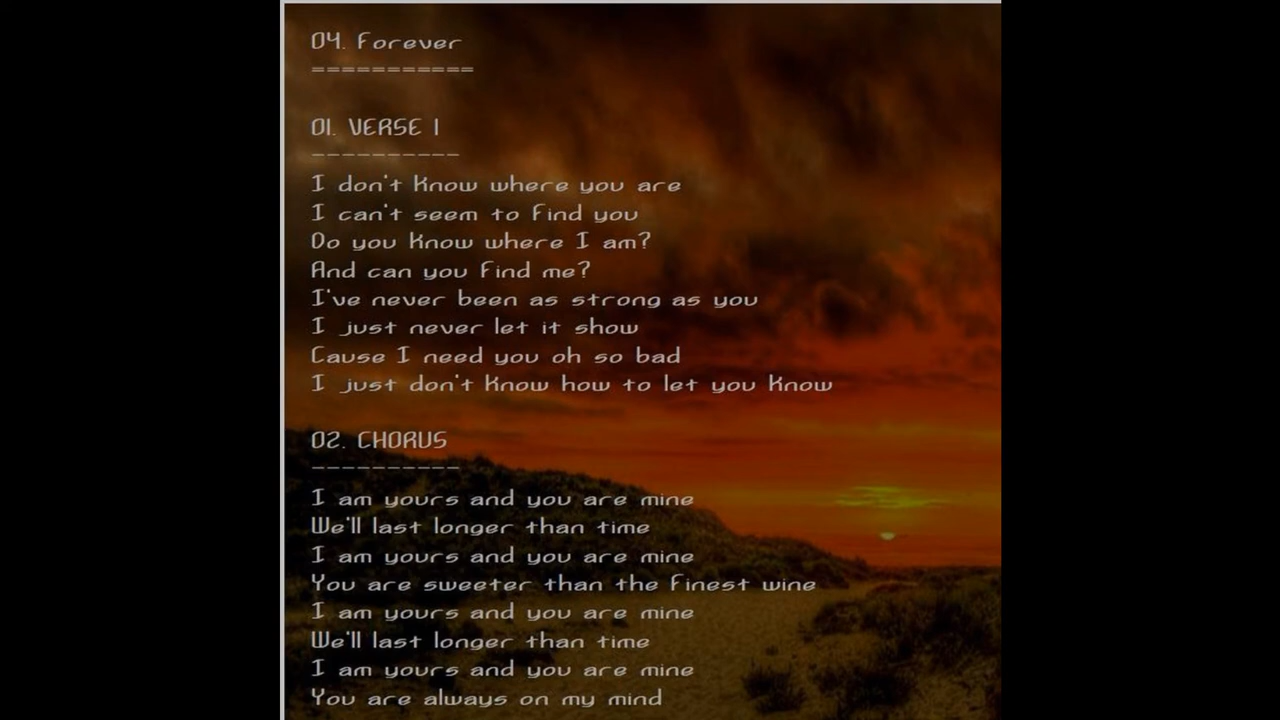 04. Forever
===========
01. VERSE 1
----------
I don't know where you are
I can't seem to find you
Do you know where I am?
And can you find me?
I've never been as strong as you
I just never let it show
Cause I need you oh so bad
I just don't know how to let you know
02. CHORUS
----------
I am yours and you are mine
We'll last longer than time
I am yours and you are mine
You are sweeter than the finest wine
I am yours and you are mine
We'll last longer than time
I am yours and you are mine
You are always on my mind